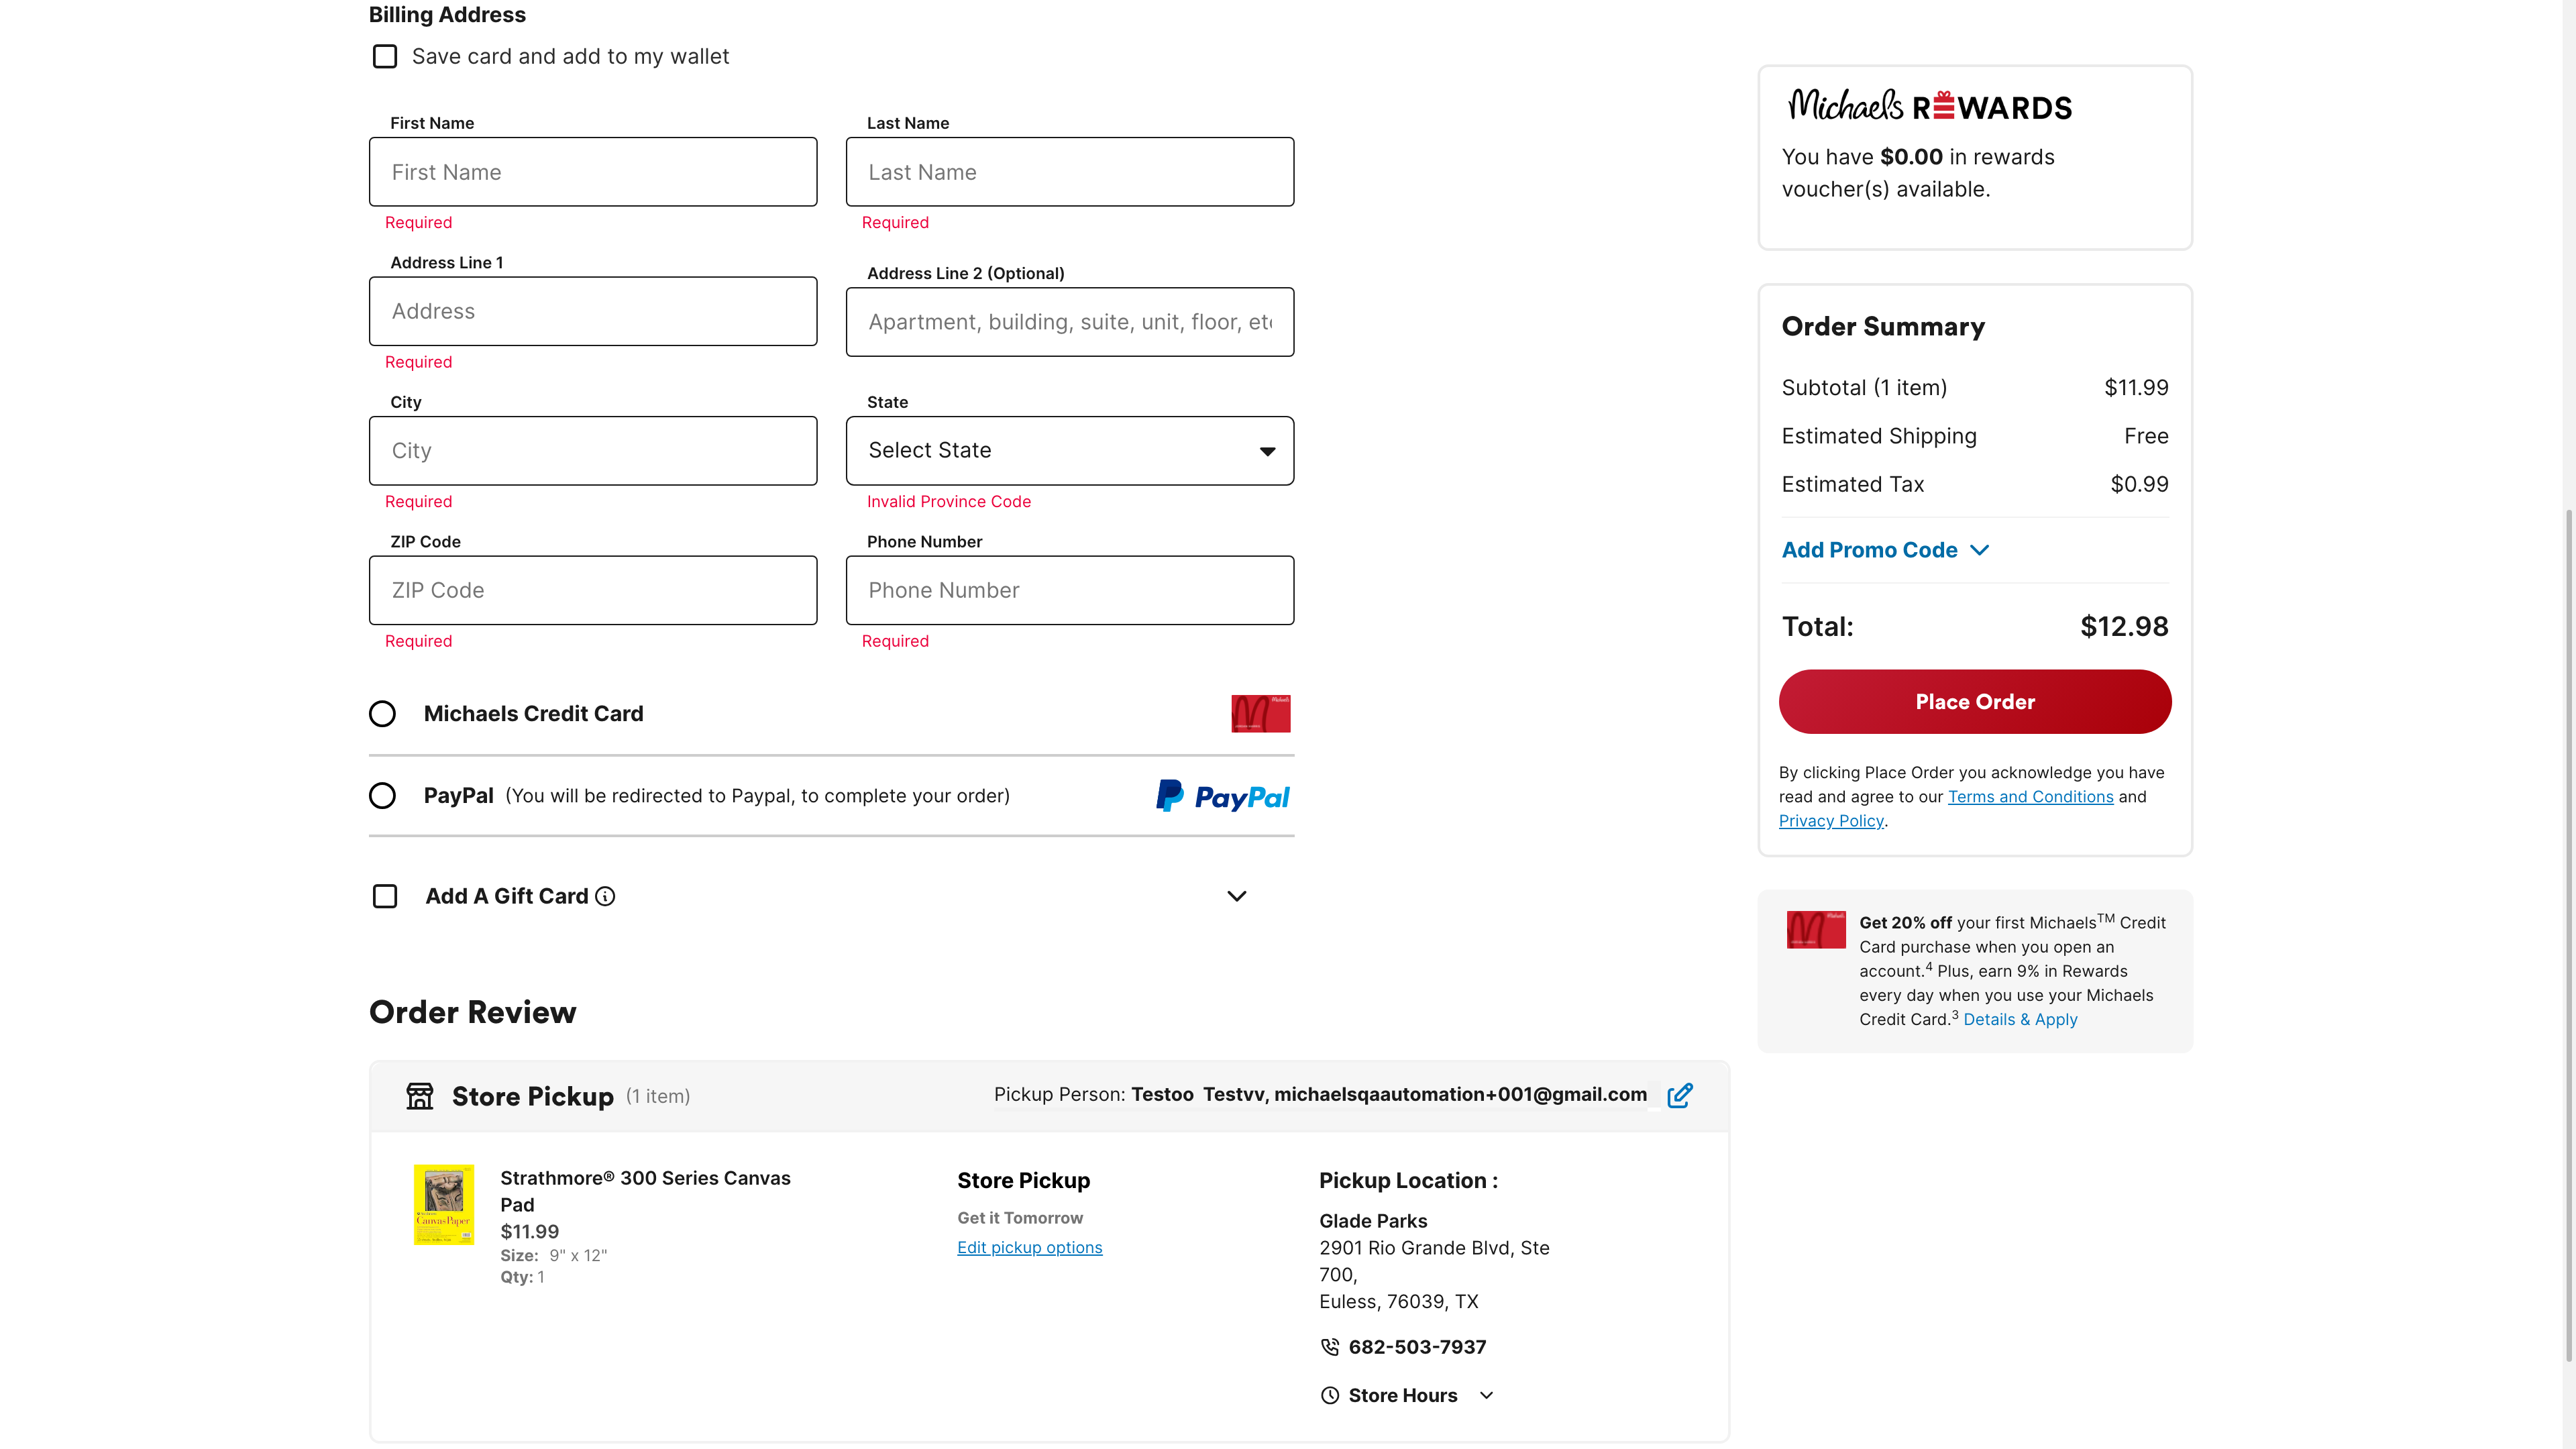 Billing Address
Save card and add to my wallet
First Name
Last Name
First Name
Last Name
Required
Required
Address Line 1
Address Line 2 (Optional)
Address
Apartment, building, suite, unit, floor, etc
Required
City
State
City
Select State
Required
Invalid Province Code
ZIP Code
Phone Number
ZIP Code
Phone Number
Required
Required
Michaels Credit Card
PayPal (You will be redirected to Paypal, to complete your order)
PayPal
Add A Gift Card
Order Review
Store Pickup (1 item)
Pickup Person: Testoo Testvv, michaelsqaautomation+001@gmail.com
Canvas Paper
Strathmore® 300 Series Canvas
Pad
$11.99
Size: 9" x 12"
Qty: 1
Store Pickup
Get it Tomorrow
Edit pickup options
Pickup Location :
Glade Parks
2901 Rio Grande Blvd, Ste
700,
Euless, 76039, TX
682-503-7937
Store Hours
Michaels REWARDS
You have $0.00 in rewards
voucher(s) available.
Order Summary
Subtotal (1 item) $11.99
Estimated Shipping Free
Estimated Tax $0.99
Add Promo Code
Total: $12.98
Place Order
By clicking Place Order you acknowledge you have
read and agree to our Terms and Conditions and
Privacy Policy.
Get 20% off your first Michaels™ Credit
Card purchase when you open an
account.⁴ Plus, earn 9% in Rewards
every day when you use your Michaels
Credit Card.³ Details & Apply